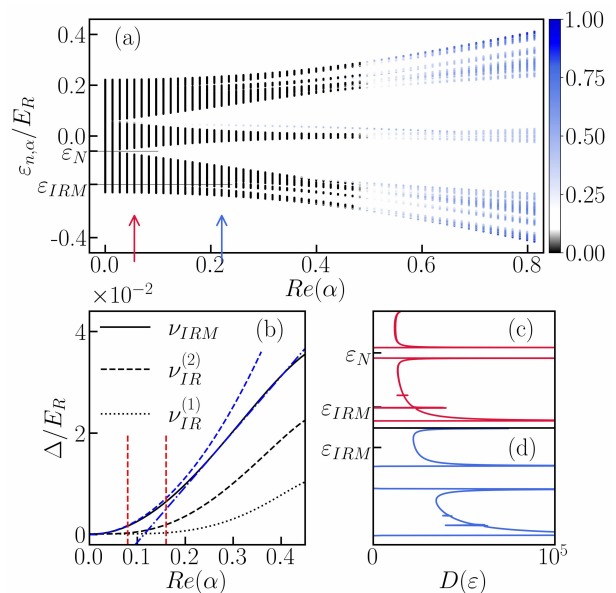 (a)
ε_{n,α}/E_R
0.4
0.2
0.0
ε_N
ε_{IRM}
-0.4
0.0
0.2
0.4
0.6
0.8
Re(α)
1.00
0.75
0.50
0.25
0.00
×10^{−2}
(b)
ν_{IRM}
ν_{IR}^{(2)}
ν_{IR}^{(1)}
Δ/E_R
4
2
0
0.0
0.1
0.2
0.3
0.4
Re(α)
(c)
ε_N
ε_{IRM}
(d)
ε_{IRM}
0
10^5
D(ε)